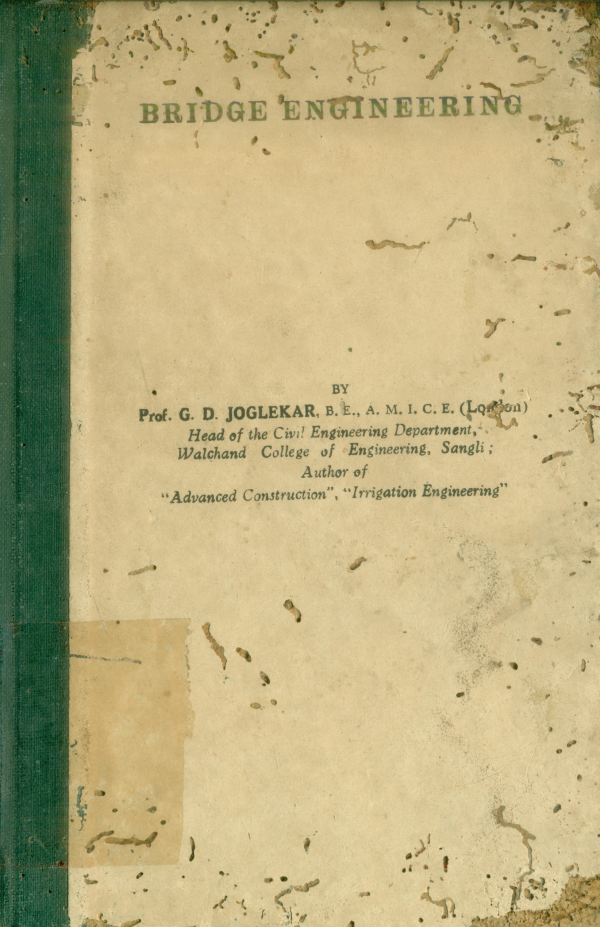 BRIDGE ENGINEERING
BY
Prof. G. D. JOGLEKAR, B. E., A. M. I. C. E. (London)
Head of the Civil Engineering Department,
Walchand College of Engineering, Sangli ;
Author of
“Advanced Construction”, “Irrigation Engineering”